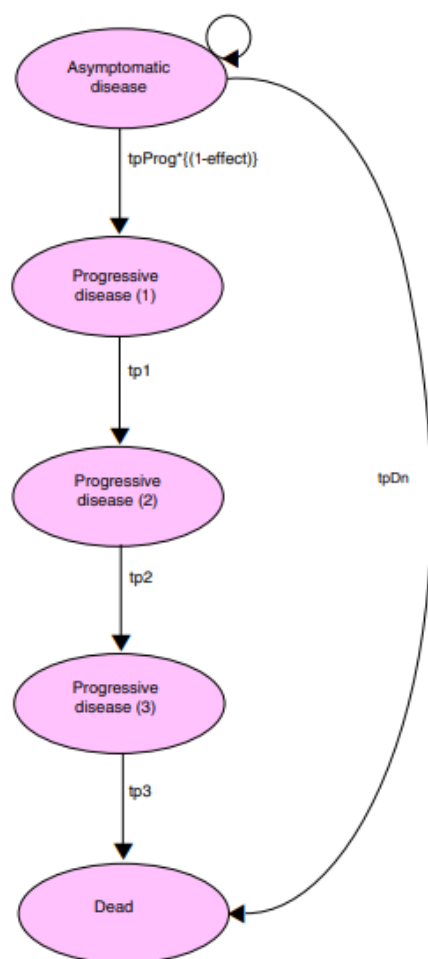 Asymptomatic
disease
tpProg*{(1-effect)}
Progressive
disease (1)
tp1
Progressive
disease (2)
tpDn
tp2
Progressive
disease (3)
tp3
Dead